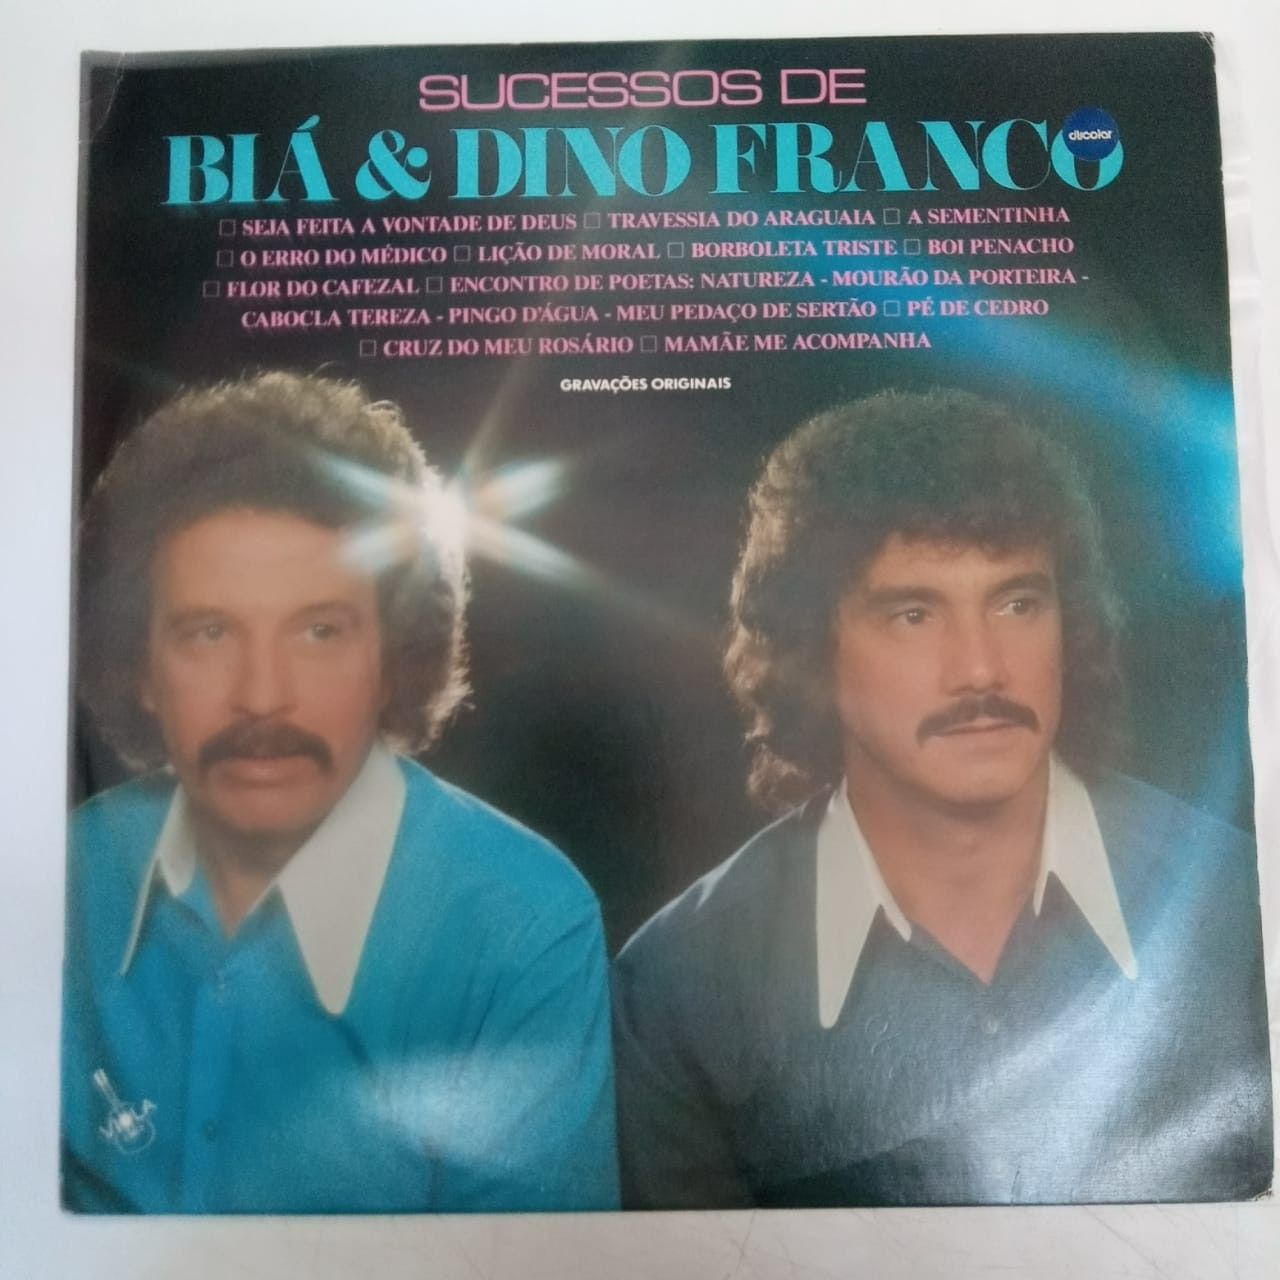 SUCESSOS DE
BIÁ & DINO FRANCO
discolar
□ SEJA FEITA A VONTADE DE DEUS □ TRAVESSIA DO ARAGUAIA □ A SEMENTINHA
□ O ERRO DO MÉDICO □ LIÇÃO DE MORAL □ BORBOLETA TRISTE □ BOI PENACHO
□ FLOR DO CAFEZAL □ ENCONTRO DE POETAS: NATUREZA - MOURÃO DA PORTEIRA -
CABOCLA TEREZA - PINGO D'ÁGUA - MEU PEDAÇO DE SERTÃO □ PÉ DE CEDRO
□ CRUZ DO MEU ROSÁRIO □ MAMÃE ME ACOMPANHA
GRAVAÇÕES ORIGINAIS
VIOLA